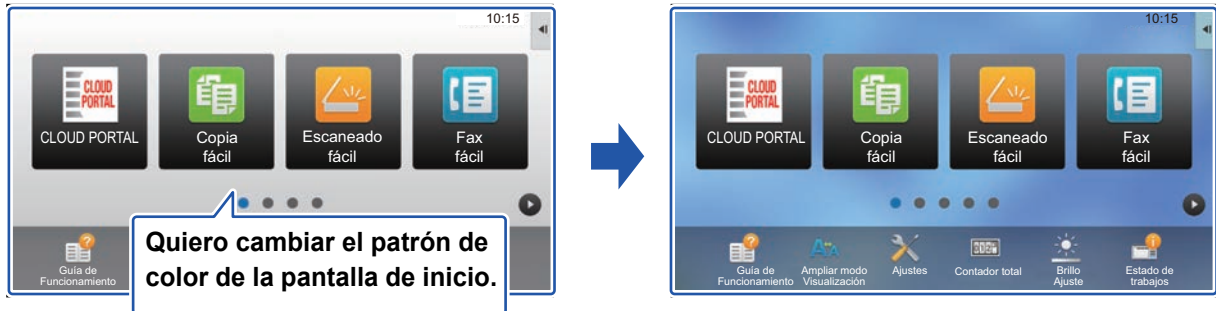 10:15
CLOUD
PORTAL
CLOUD PORTAL
Copia
fácil
Escaneado
fácil
Fax
fácil
Guía de
Funcionamiento
Quiero cambiar el patrón de
color de la pantalla de inicio.
10:15
CLOUD
PORTAL
CLOUD PORTAL
Copia
fácil
Escaneado
fácil
Fax
fácil
Guía de
Funcionamiento
Ampliar modo
Visualización
Ajustes
Contador total
Brillo
Ajuste
Estado de
trabajos